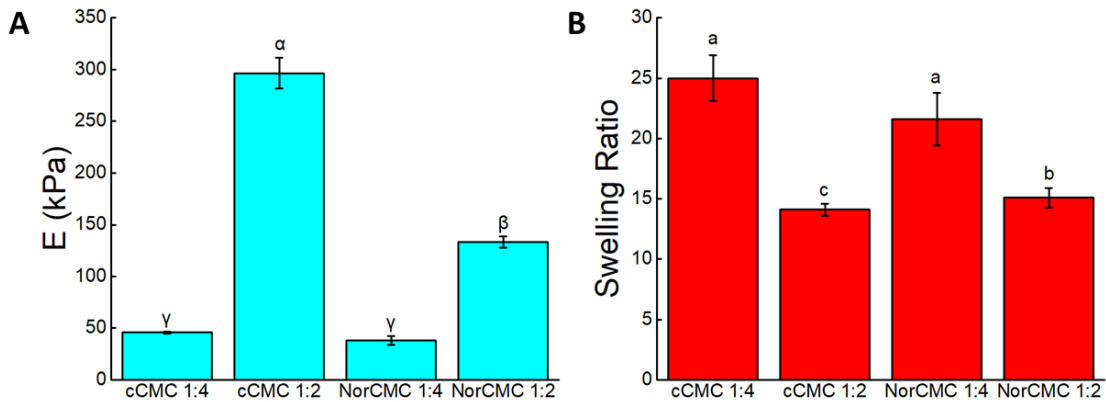 A
E (kPa)
350
300
250
200
150
100
50
0
γ
α
γ
β
cCMC 1:4
cCMC 1:2
NorCMC 1:4
NorCMC 1:2
B
Swelling Ratio
30
25
20
15
10
5
0
a
c
a
b
cCMC 1:4
cCMC 1:2
NorCMC 1:4
NorCMC 1:2